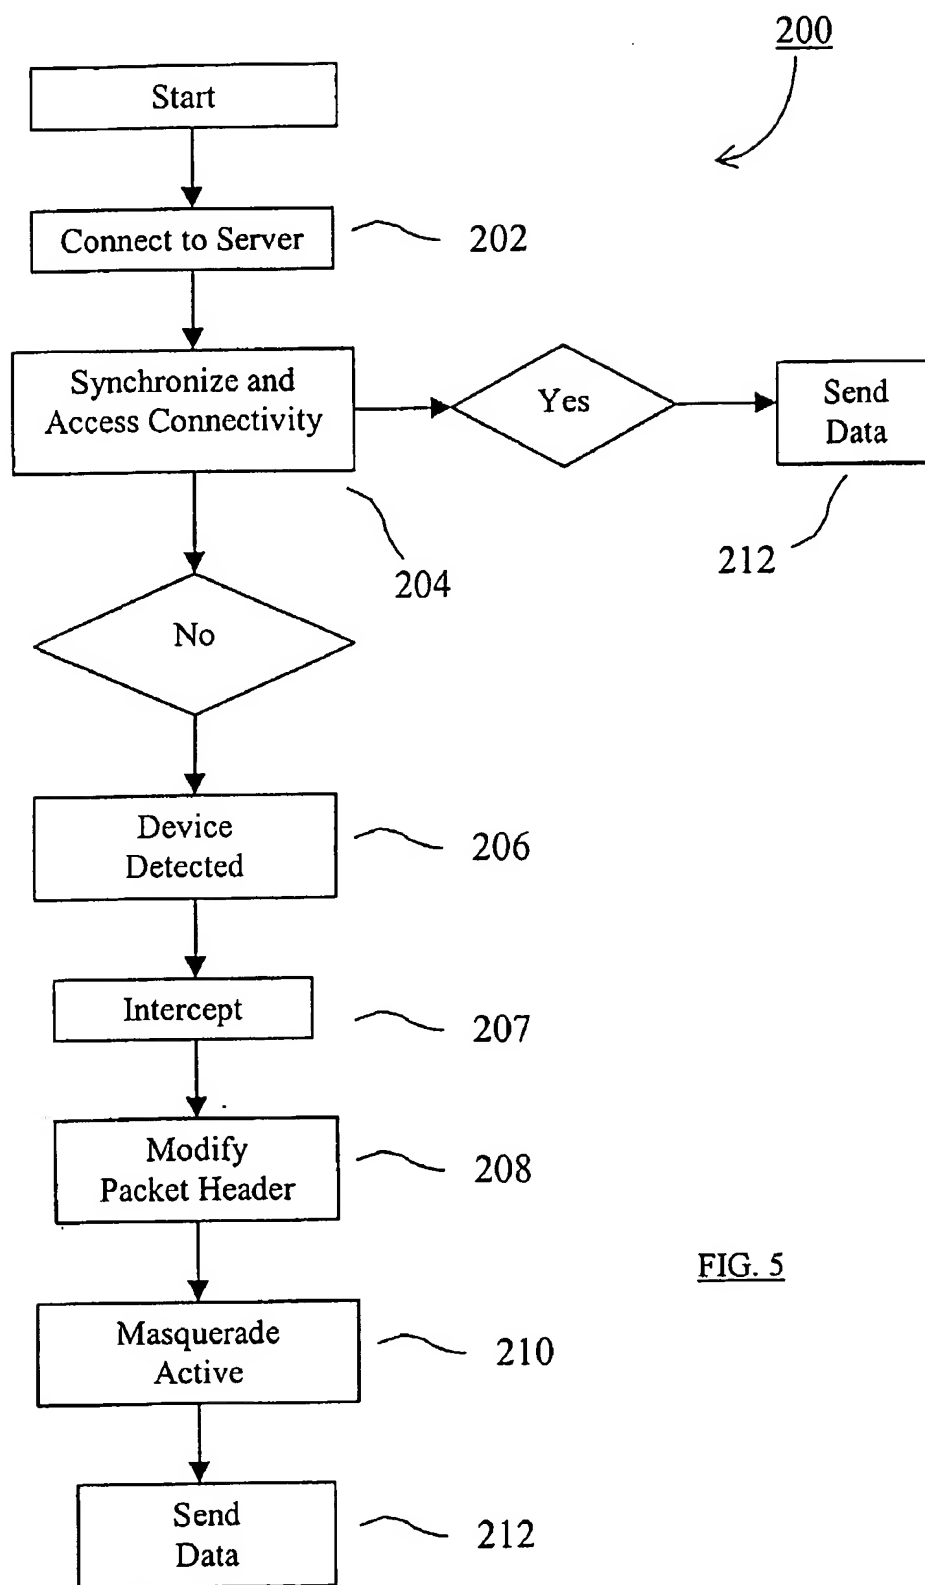 200
Start
Connect to Server
202
Synchronize and
Access Connectivity
Yes
Send
Data
212
204
No
Device
Detected
206
Intercept
207
Modify
Packet Header
208
FIG. 5
Masquerade
Active
210
Send
Data
212